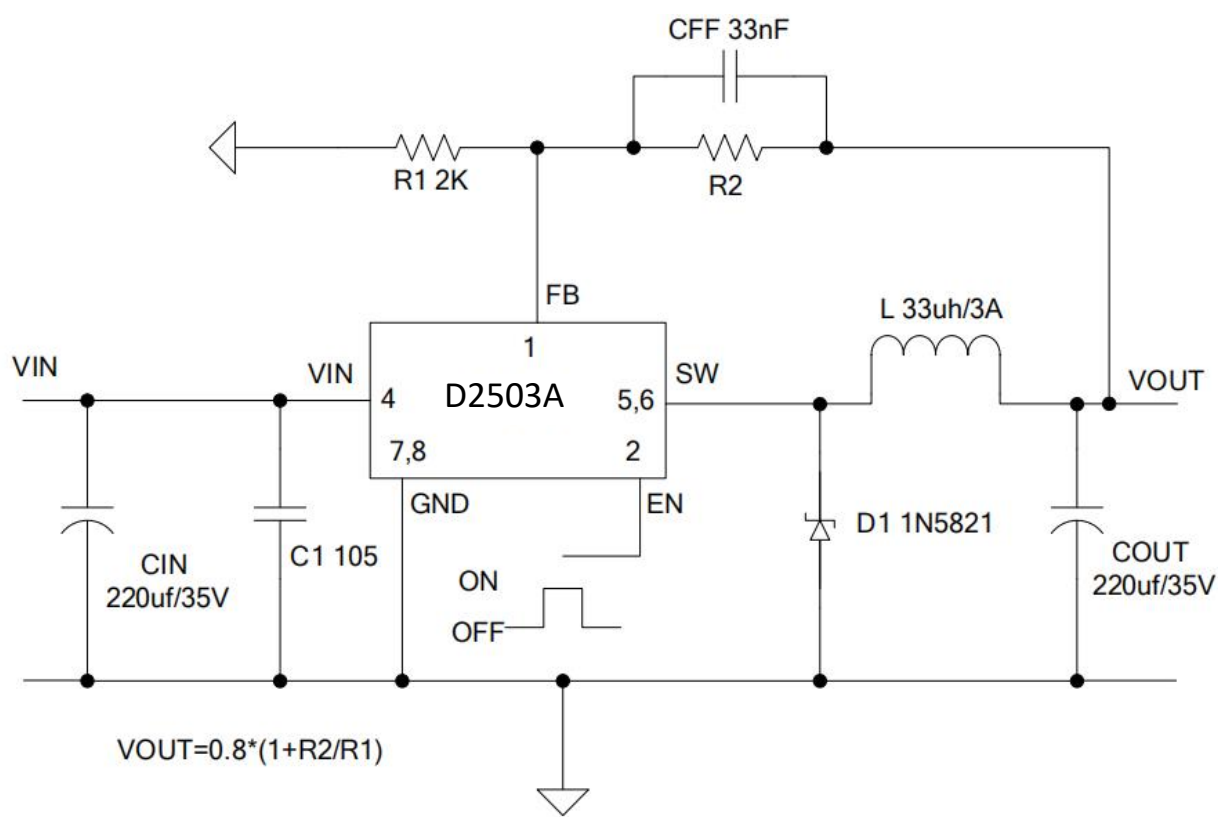 CFF 33nF
R1 2K
R2
FB
L 33uh/3A
VIN
VIN
1
SW
VOUT
4
D2503A
5,6
7,8
2
GND
EN
C1 105
D1 1N5821
CIN
220uf/35V
COUT
220uf/35V
ON
OFF
VOUT=0.8*(1+R2/R1)